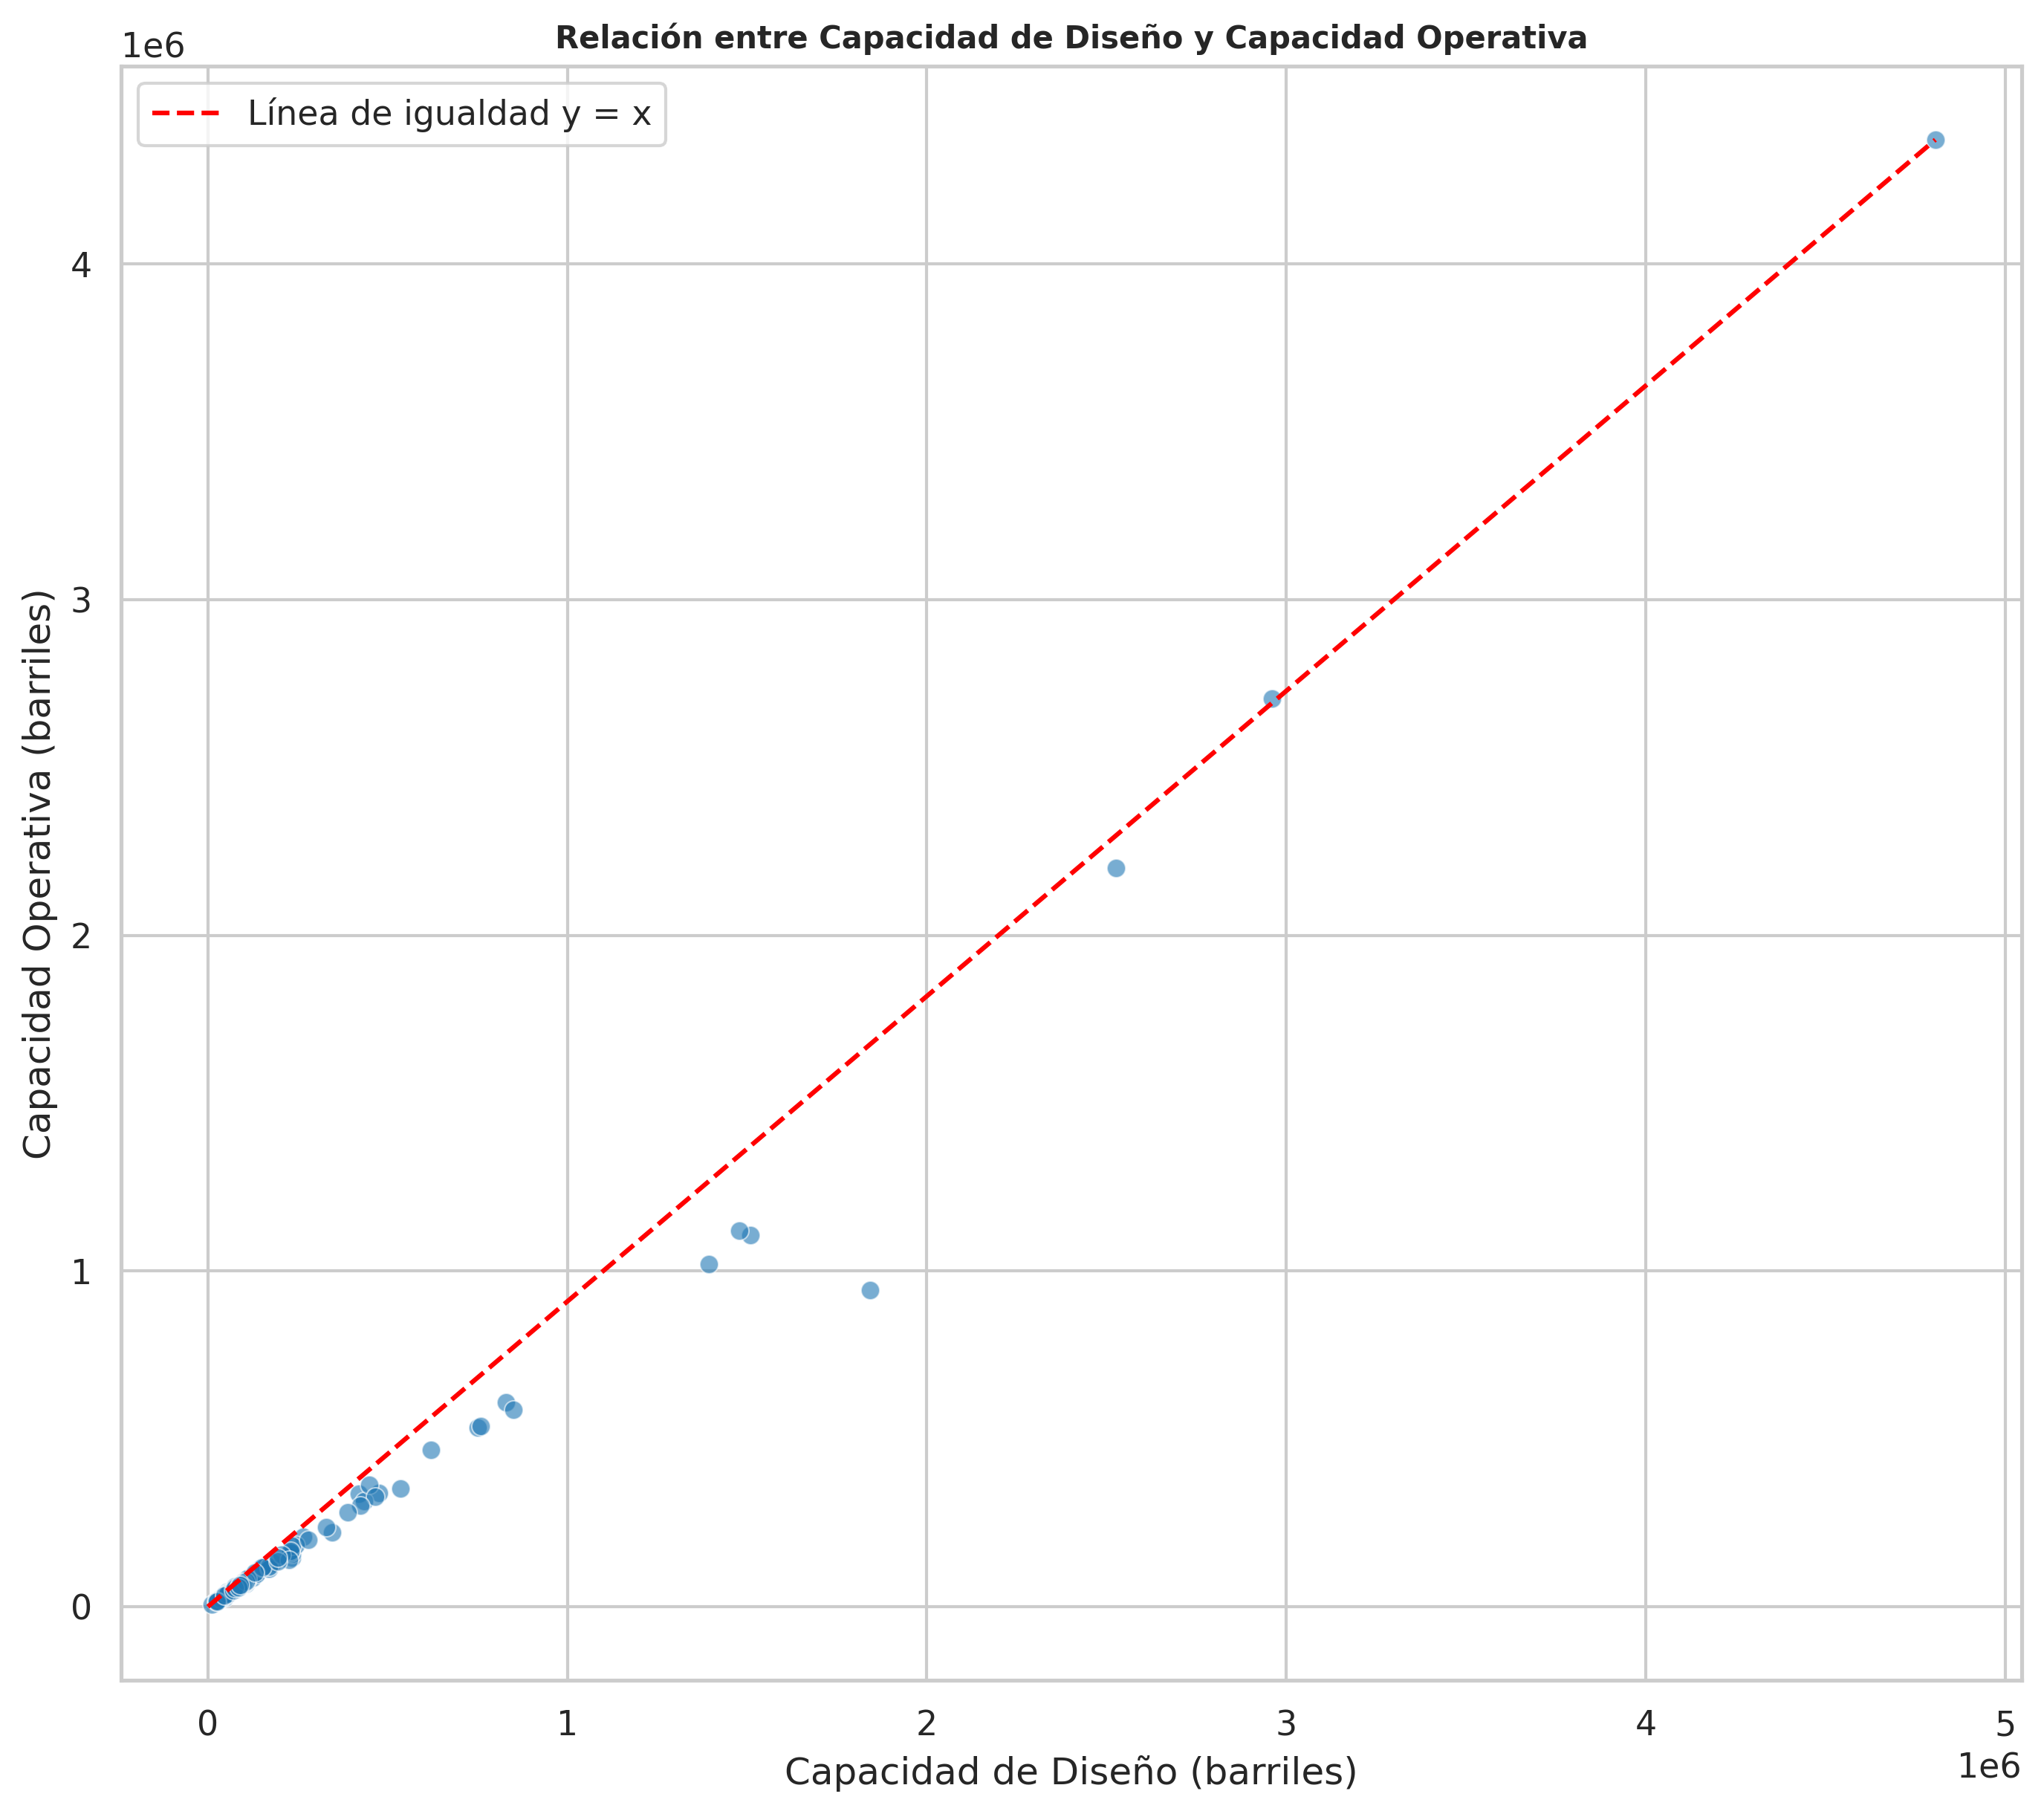 Relación entre Capacidad de Diseño y Capacidad Operativa
1e6
Línea de igualdad y = x
4
3
2
1
0
Capacidad Operativa (barriles)
0 1 2 3 4 5
1e6
Capacidad de Diseño (barriles)